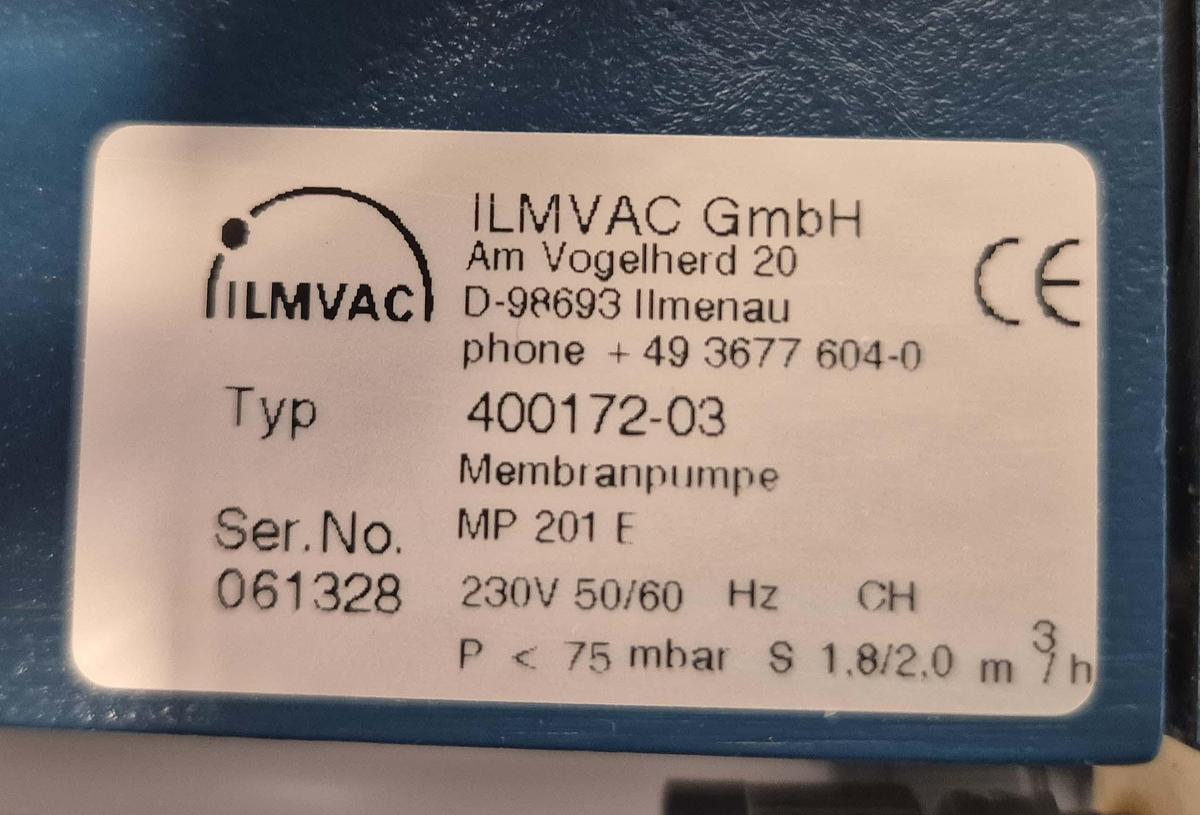 ILMVAC
ILMVAC GmbH
Am Vogelherd 20
D-98693 Ilmenau
phone + 49 3677 604-0
CE
Typ 400172-03
Membranpumpe
Ser.No. MP 201 E
061328 230V 50/60 Hz CH
P < 75 mbar S 1,8/2,0 m³/h